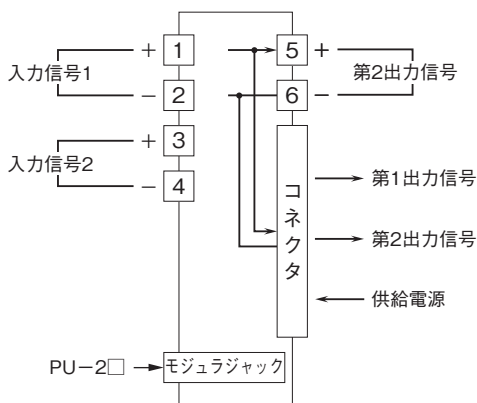 + 1
入力信号1
− 2
+ 3
入力信号2
− 4
5 +
第2出力信号
6 −
コネクタ
第1出力信号
第2出力信号
供給電源
PU−2□
モジュラジャック